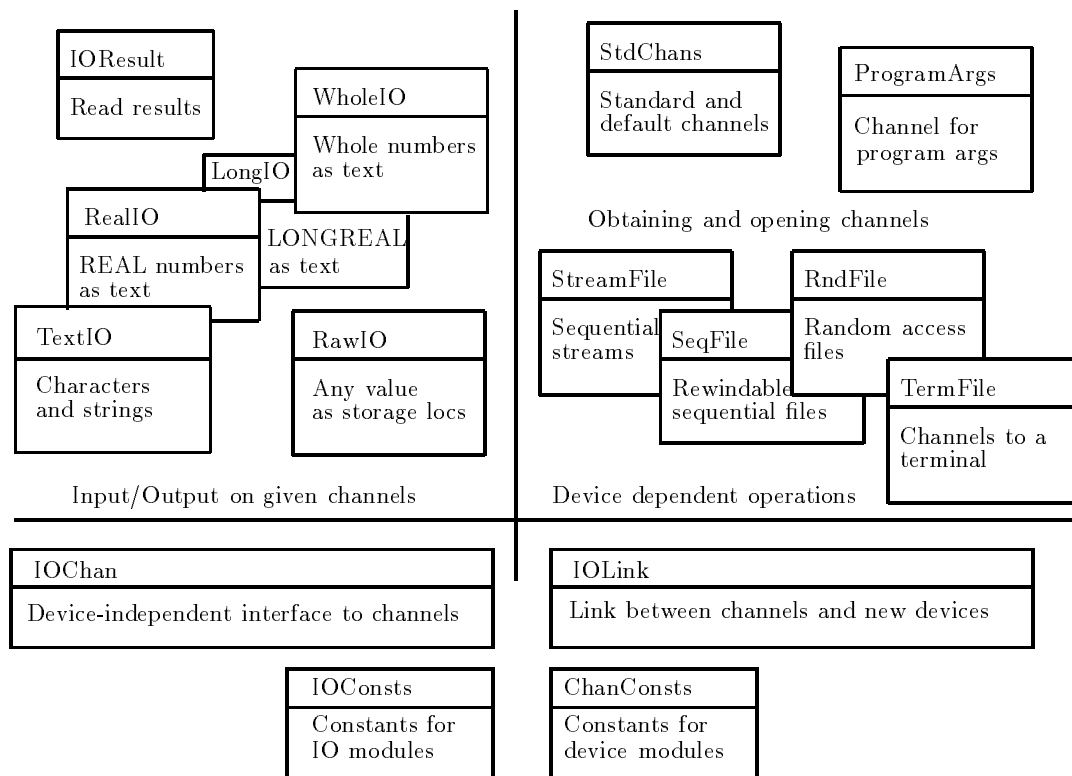 IOResult
Read results
WholeIO
Whole numbers
as text
LongIO
LONGREAL
as text
RealIO
REAL numbers
as text
TextIO
Characters
and strings
RawIO
Any value
as storage locs
Input/Output on given channels
StdChans
Standard and
default channels
ProgramArgs
Channel for
program args
Obtaining and opening channels
StreamFile
Sequential
streams
SeqFile
Rewindable
sequential files
RndFile
Random access
files
TermFile
Channels to a
terminal
Device dependent operations
IOChan
Device-independent interface to channels
IOLink
Link between channels and new devices
IOConsts
Constants for
IO modules
ChanConsts
Constants for
device modules